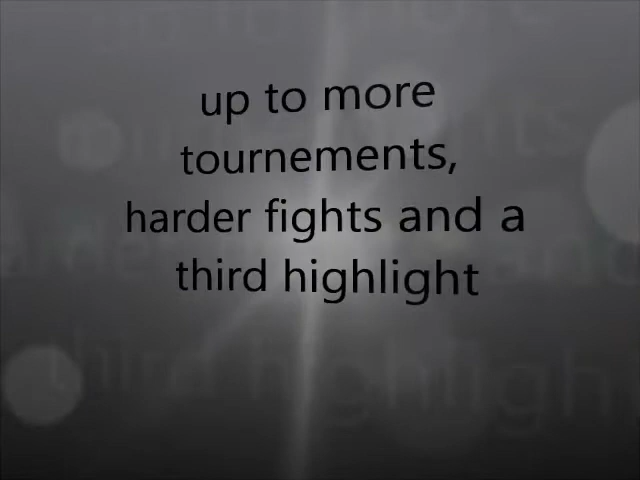 up to more
tournements,
harder fights and a
third highlight